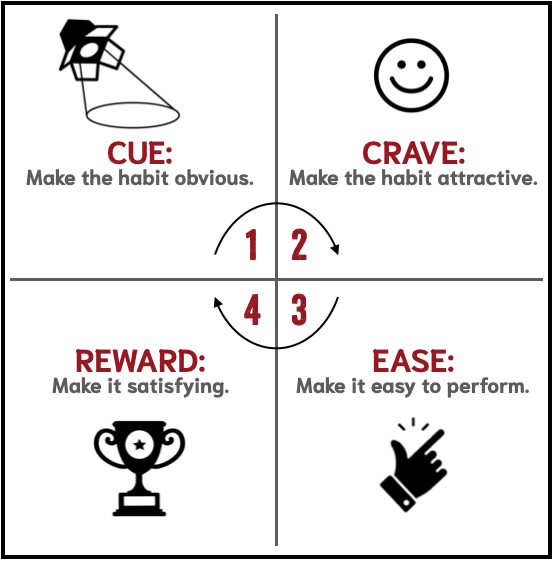 CUE:
Make the habit obvious.
CRAVE:
Make the habit attractive.
1
2
4
3
REWARD:
Make it satisfying.
EASE:
Make it easy to perform.